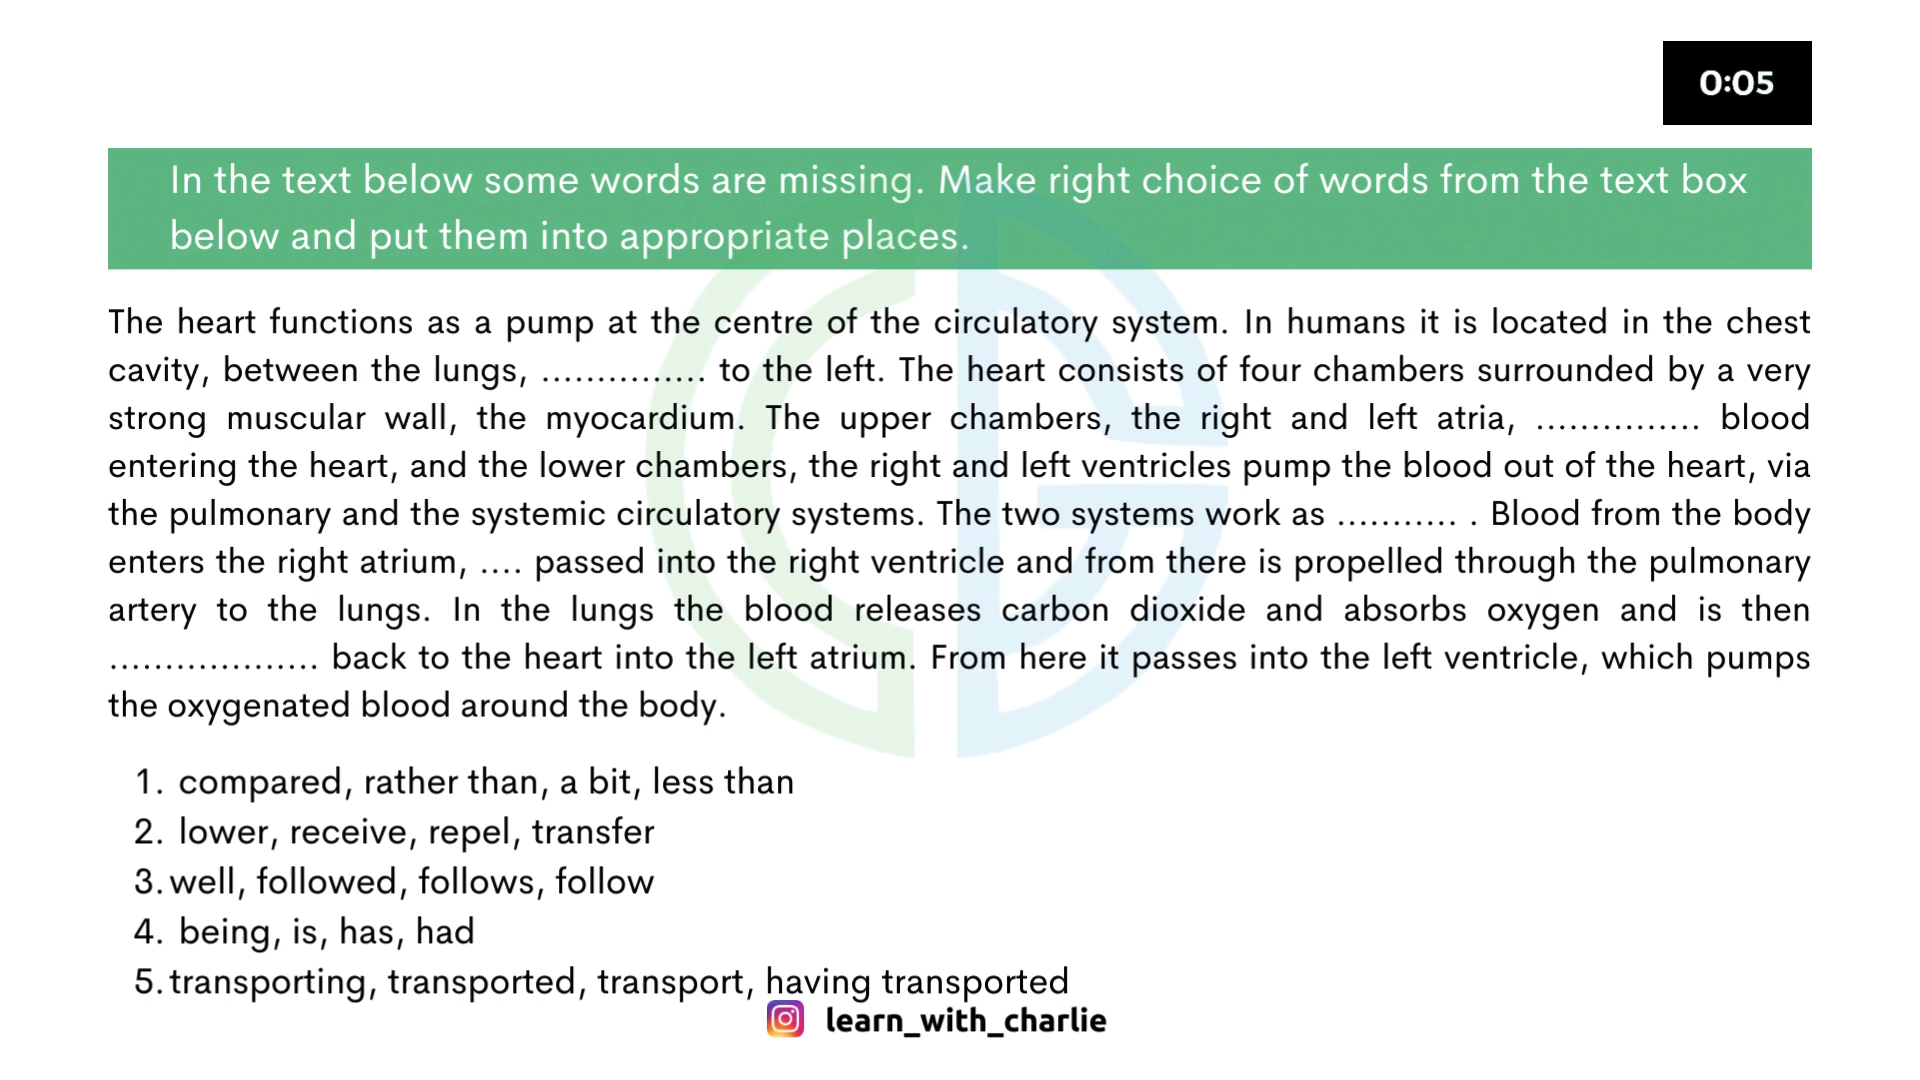 0:05
In the text below some words are missing. Make right choice of words from the text box
below and put them into appropriate places.
The heart functions as a pump at the centre of the circulatory system. In humans it is located in the chest
cavity, between the lungs, ............... to the left. The heart consists of four chambers surrounded by a very
strong muscular wall, the myocardium. The upper chambers, the right and left atria, ............... blood
entering the heart, and the lower chambers, the right and left ventricles pump the blood out of the heart, via
the pulmonary and the systemic circulatory systems. The two systems work as ........... . Blood from the body
enters the right atrium, .... passed into the right ventricle and from there is propelled through the pulmonary
artery to the lungs. In the lungs the blood releases carbon dioxide and absorbs oxygen and is then
................... back to the heart into the left atrium. From here it passes into the left ventricle, which pumps
the oxygenated blood around the body.
1. compared, rather than, a bit, less than
2. lower, receive, repel, transfer
3. well, followed, follows, follow
4. being, is, has, had
5. transporting, transported, transport, having transported
learn_with_charlie